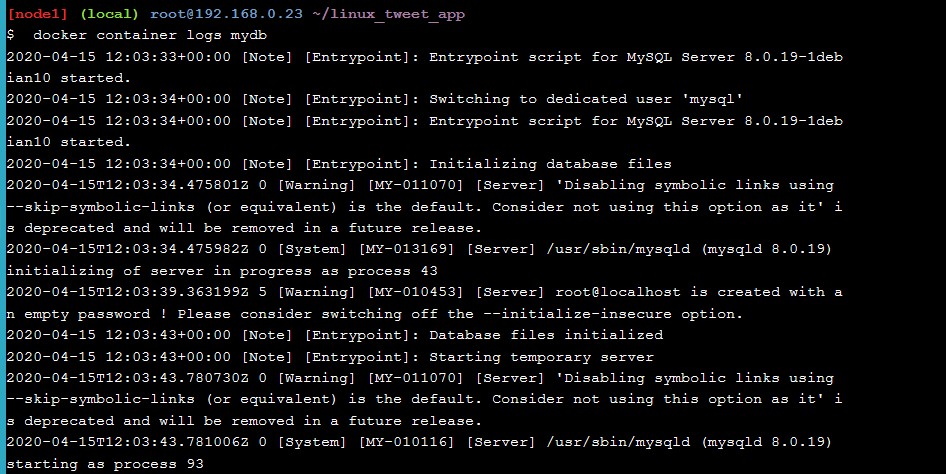 [node1] (local) root@192.168.0.23 ~/linux_tweet_app
$  docker container logs mydb
2020-04-15 12:03:33+00:00 [Note] [Entrypoint]: Entrypoint script for MySQL Server 8.0.19-1deb
ian10 started.
2020-04-15 12:03:34+00:00 [Note] [Entrypoint]: Switching to dedicated user 'mysql'
2020-04-15 12:03:34+00:00 [Note] [Entrypoint]: Entrypoint script for MySQL Server 8.0.19-1deb
ian10 started.
2020-04-15 12:03:34+00:00 [Note] [Entrypoint]: Initializing database files
2020-04-15T12:03:34.475801Z 0 [Warning] [MY-011070] [Server] 'Disabling symbolic links using
--skip-symbolic-links (or equivalent) is the default. Consider not using this option as it' i
s deprecated and will be removed in a future release.
2020-04-15T12:03:34.475982Z 0 [System] [MY-013169] [Server] /usr/sbin/mysqld (mysqld 8.0.19)
initializing of server in progress as process 43
2020-04-15T12:03:39.363199Z 5 [Warning] [MY-010453] [Server] root@localhost is created with a
n empty password ! Please consider switching off the --initialize-insecure option.
2020-04-15 12:03:43+00:00 [Note] [Entrypoint]: Database files initialized
2020-04-15 12:03:43+00:00 [Note] [Entrypoint]: Starting temporary server
2020-04-15T12:03:43.780730Z 0 [Warning] [MY-011070] [Server] 'Disabling symbolic links using
--skip-symbolic-links (or equivalent) is the default. Consider not using this option as it' i
s deprecated and will be removed in a future release.
2020-04-15T12:03:43.781006Z 0 [System] [MY-010116] [Server] /usr/sbin/mysqld (mysqld 8.0.19)
starting as process 93